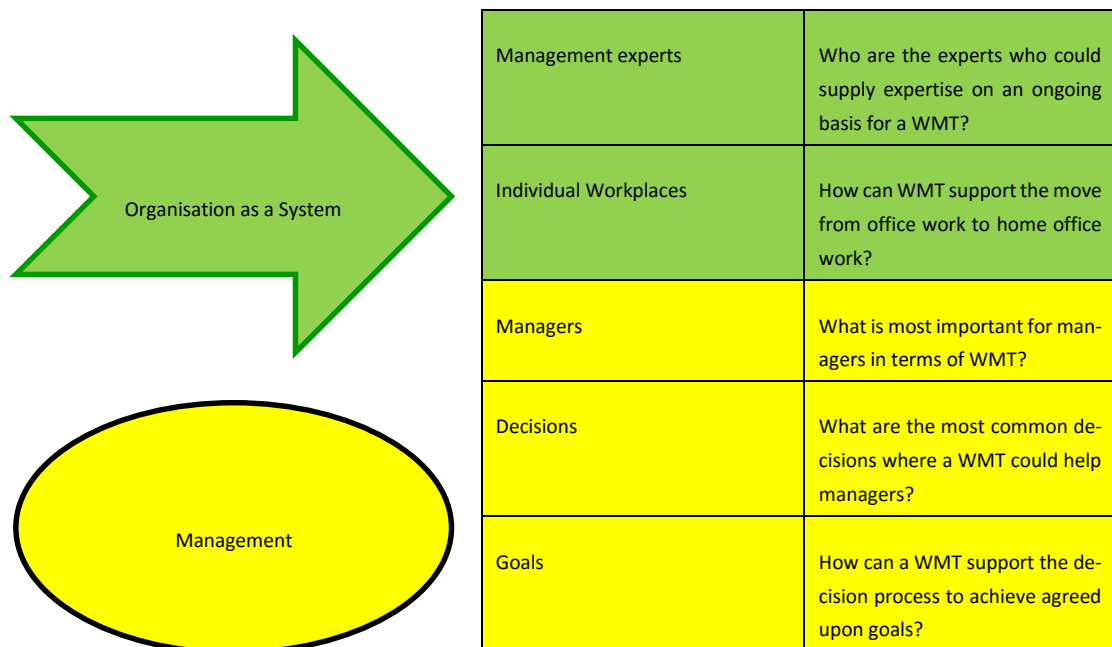 Organisation as a System
Management experts
Who are the experts who could
supply expertise on an ongoing
basis for a WMT?
Individual Workplaces
How can WMT support the move
from office work to home office
work?
Management
Managers
What is most important for man-
agers in terms of WMT?
Decisions
What are the most common de-
cisions where a WMT could help
managers?
Goals
How can a WMT support the de-
cision process to achieve agreed
upon goals?